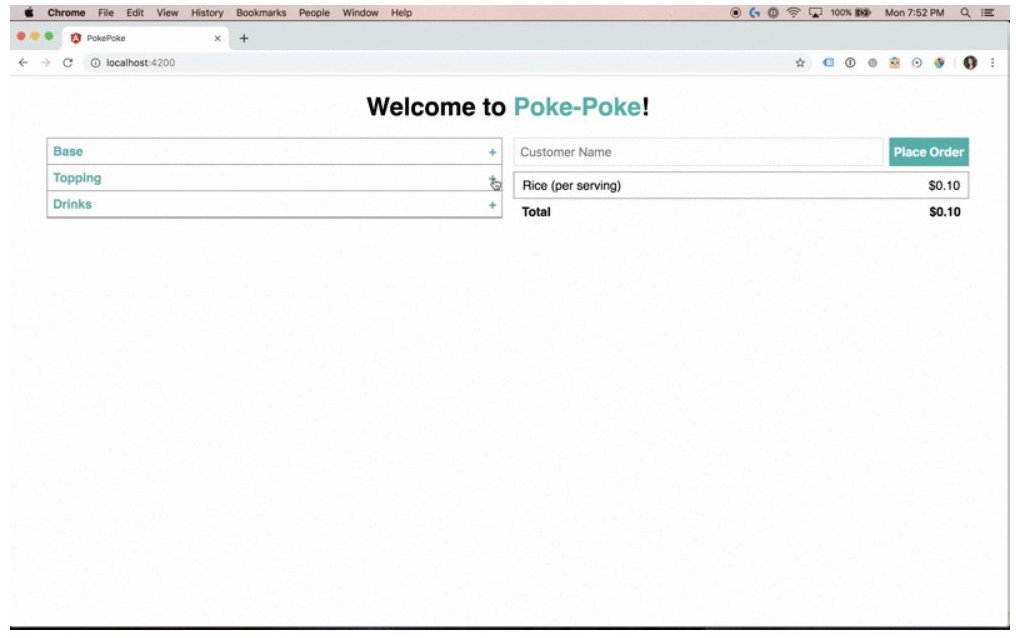 Chrome File Edit View History Bookmarks People Window Help 100% Mon 7:52 PM
PokePoke × +
localhost:4200
Welcome to Poke-Poke!
Base +
Topping +
Drinks +
Customer Name Place Order
Rice (per serving) $0.10
Total $0.10